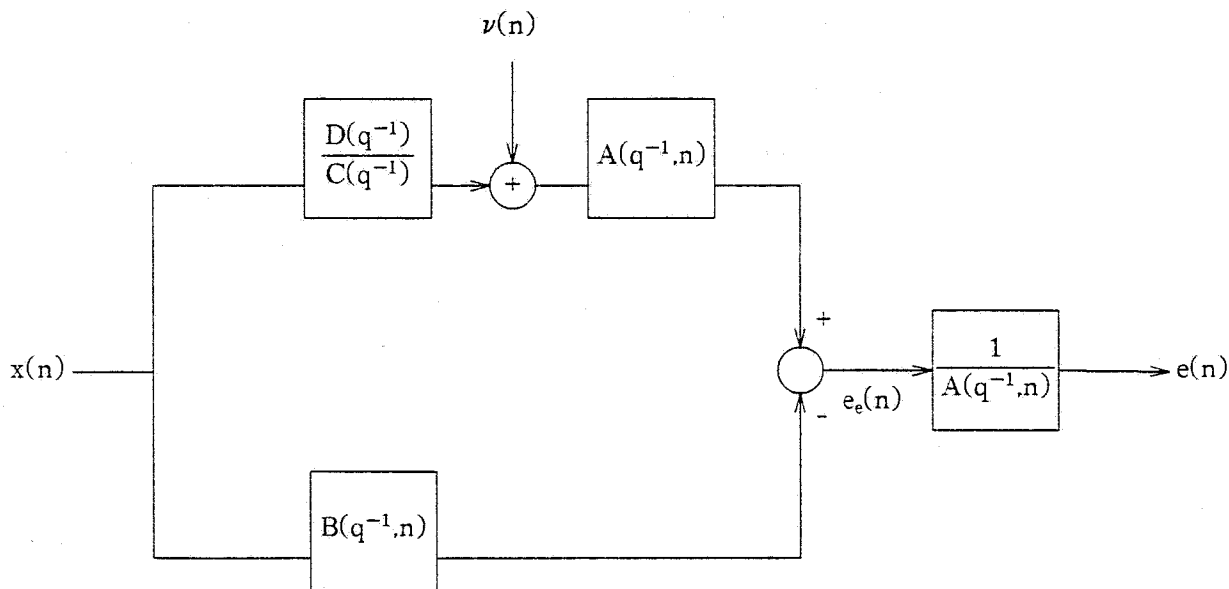 ν(n)
D(q⁻¹)
C(q⁻¹)
+
A(q⁻¹,n)
+
x(n)
1
A(q⁻¹,n)
e(n)
eₑ(n)
-
B(q⁻¹,n)